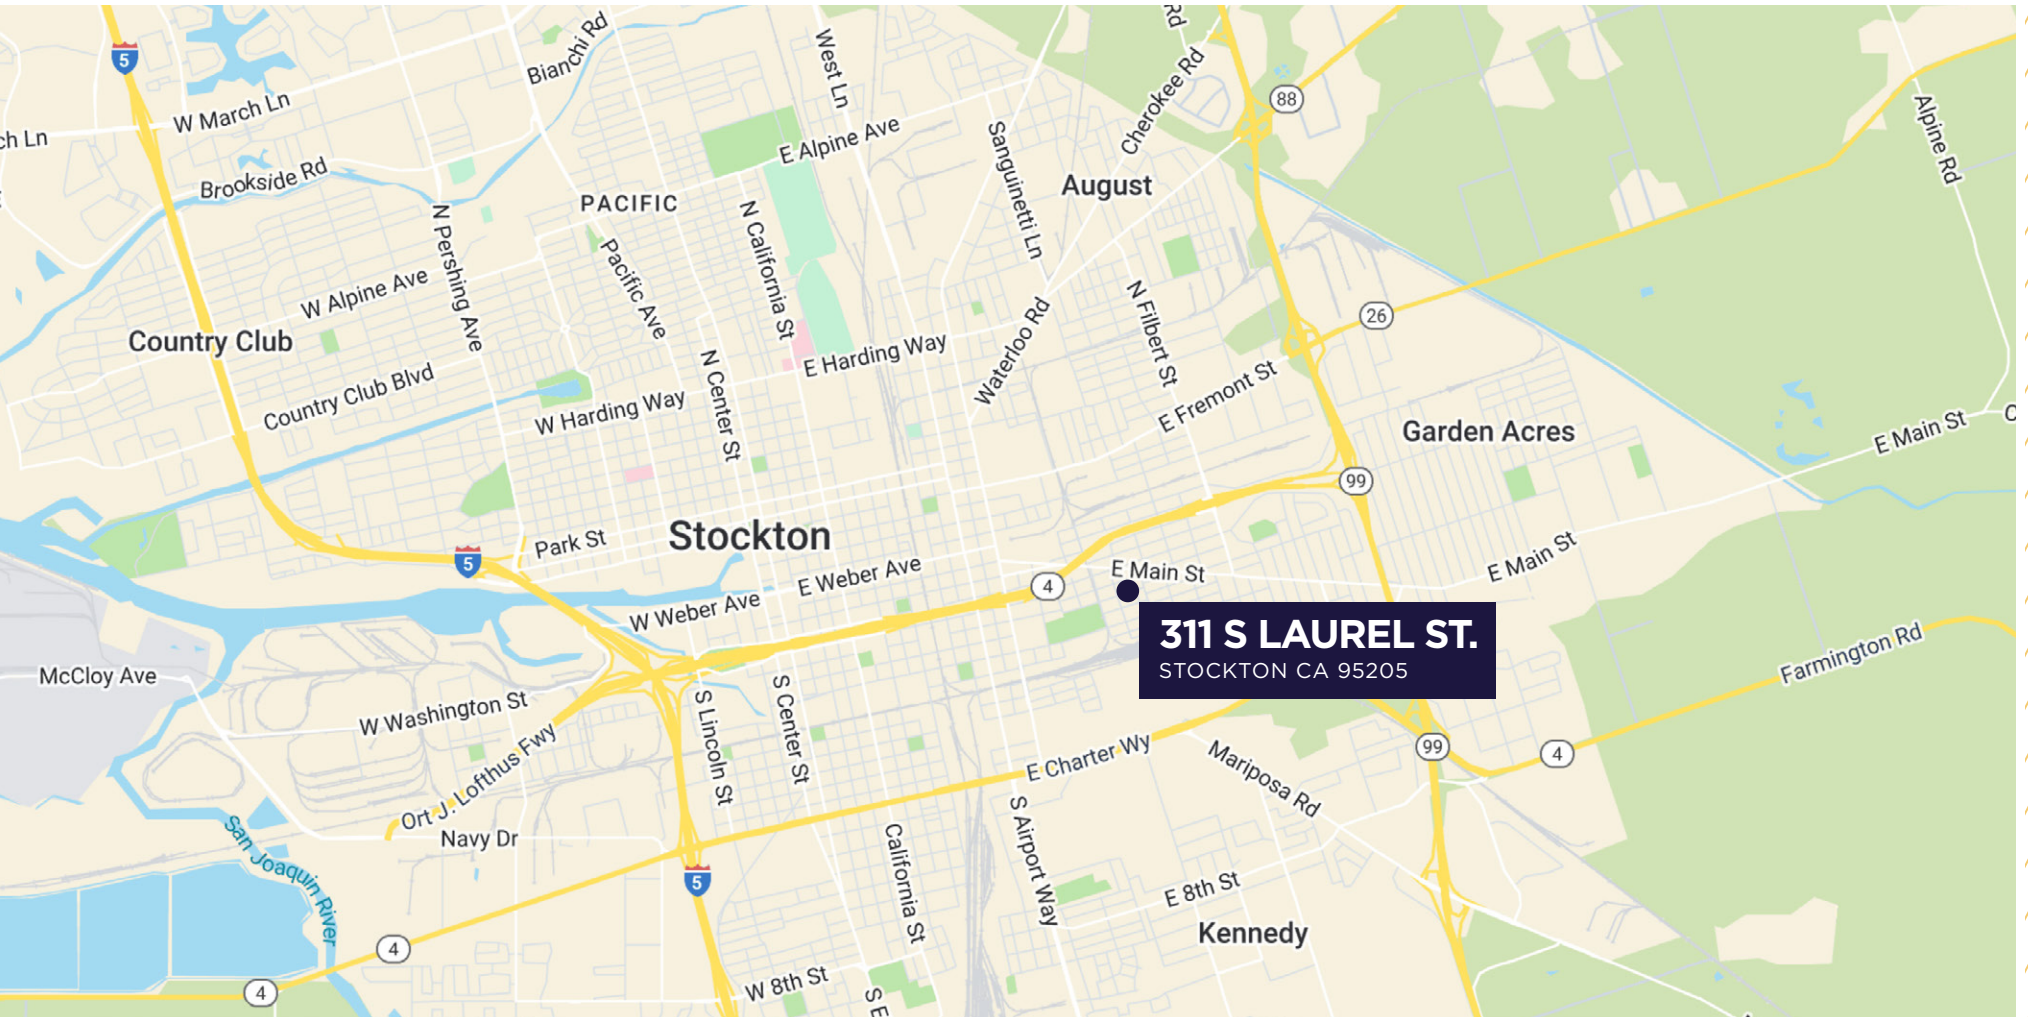 5
W March Ln
ch Ln
Bianchi Rd
West Ln
Rd
Cherokee Rd
88
Alpine Rd
Brookside Rd
E Alpine Ave
Sanguinetti Ln
August
PACIFIC
N Pershing Ave
Pacific Ave
N California St
W Alpine Ave
Country Club
Country Club Blvd
W Harding Way
N Center St
E Harding Way
Waterloo Rd
N Filbert St
26
E Fremont St
Garden Acres
E Main St
99
Stockton
Park St
5
E Weber Ave
W Weber Ave
4
E Main St
E Main St
311 S LAUREL ST.
STOCKTON CA 95205
Farmington Rd
McCloy Ave
W Washington St
S Lincoln St
S Center St
Ort J. Lofthus Fwy
Navy Dr
E Charter Wy
Mariposa Rd
99
4
San Joaquin River
5
California St
S Airport Way
E 8th St
Kennedy
4
4
W 8th St
S E